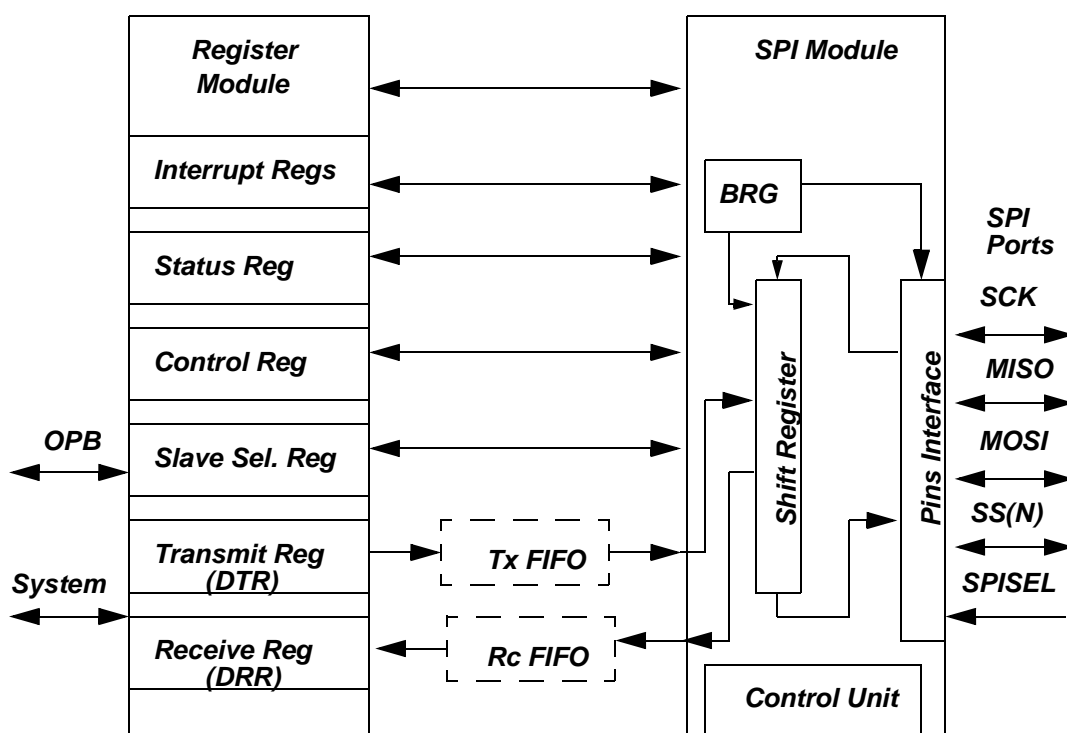 Register
Module
Interrupt Regs
Status Reg
Control Reg
Slave Sel. Reg
Transmit Reg
(DTR)
Receive Reg
(DRR)
OPB
System
Tx FIFO
Rc FIFO
SPI Module
BRG
Shift Register
Pins Interface
Control Unit
SPI
Ports
SCK
MISO
MOSI
SS(N)
SPISEL